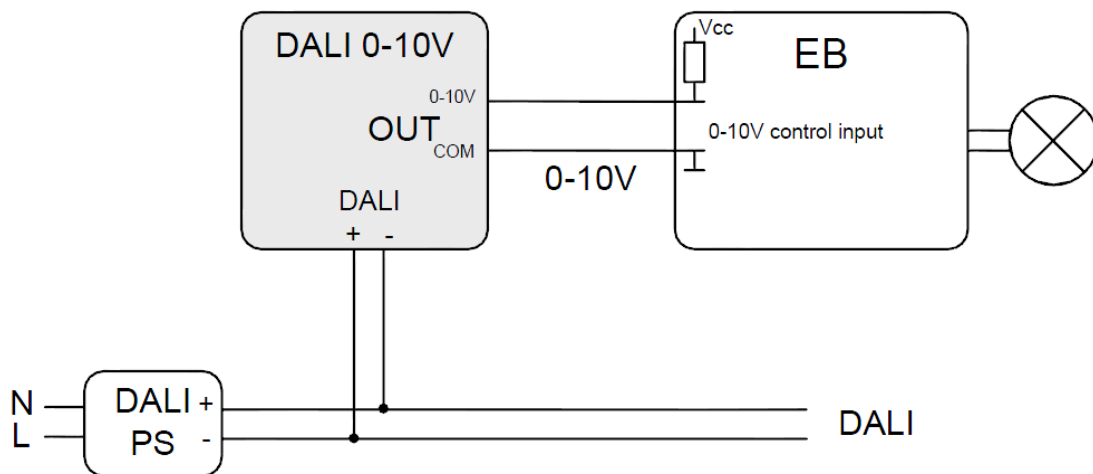 DALI 0-10V
0-10V
OUT
COM
DALI
+ -
0-10V
Vcc
EB
0-10V control input
N
L
DALI +
PS -
DALI